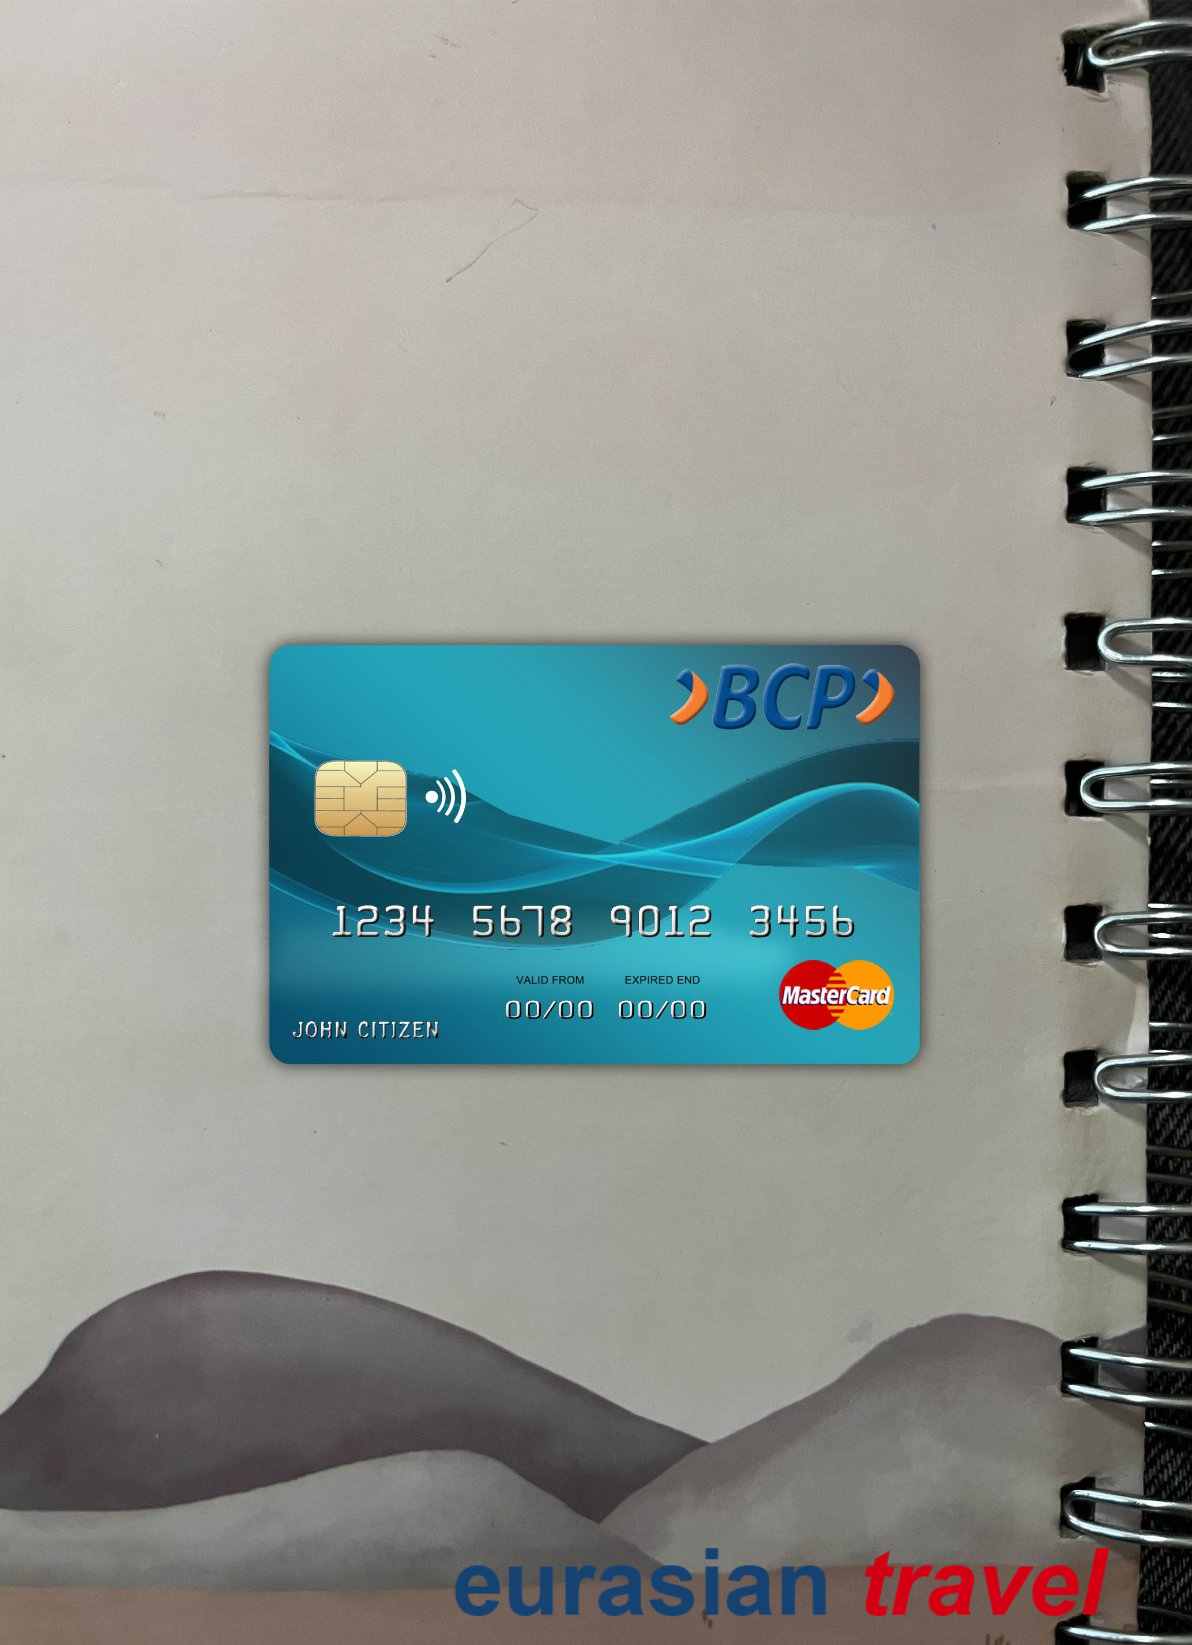 BCP
1234 5678 9012 3456
VALID FROM EXPIRED END
00/00 00/00
MasterCard
JOHN CITIZEN
eurasian travel